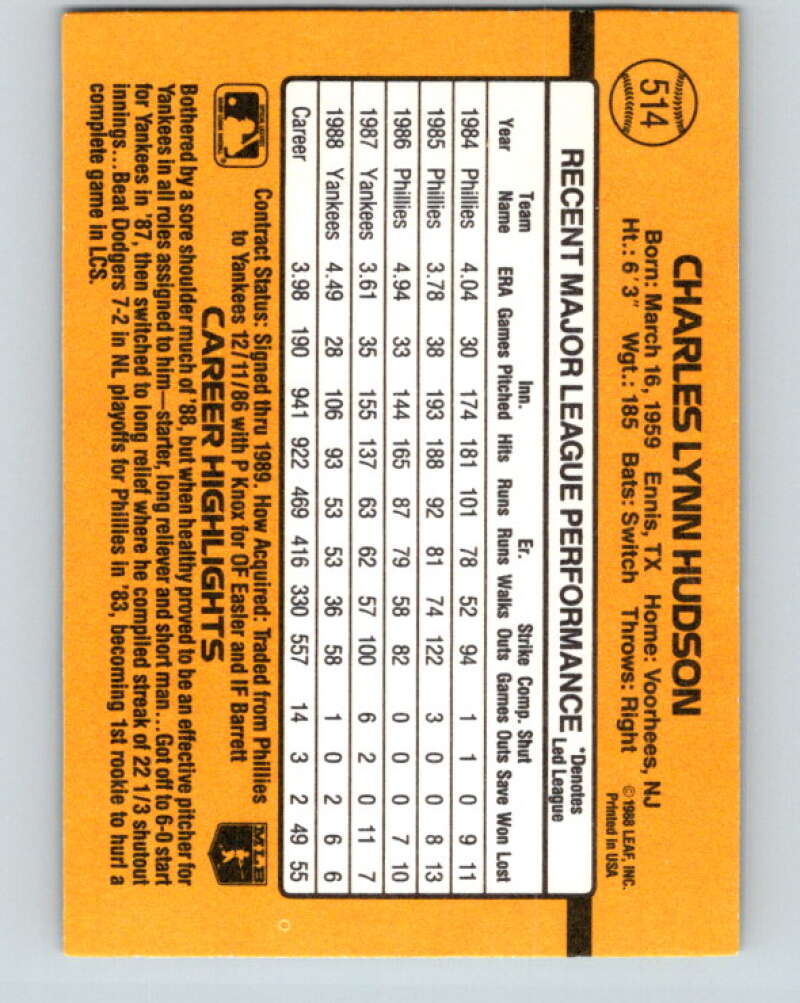 514
CHARLES LYNN HUDSON
Born: March 16, 1959 Ennis, TX Home: Voorhees, NJ
Ht.: 6'3" Wgt.: 185 Bats: Switch Throws: Right
©1988 LEAF, INC.
Printed in USA
RECENT MAJOR LEAGUE PERFORMANCE *Denotes Led League
Year Team Name ERA Games Inn. Pitched Hits Runs Er. Runs Walks Strike Outs Comp. Games Shut Outs Save Won Lost
1984 Phillies 4.04 30 174 181 101 78 52 94 1 1 0 9 11
1985 Phillies 3.78 38 193 188 92 81 74 122 3 0 0 8 13
1986 Phillies 4.94 33 144 165 87 79 58 82 0 0 0 7 10
1987 Yankees 3.61 35 155 137 63 62 57 100 6 2 0 11 7
1988 Yankees 4.49 28 106 93 53 53 36 58 1 0 2 6 6
Career 3.98 190 941 922 469 416 330 557 14 3 2 49 55
Contract Status: Signed thru 1989. How Acquired: Traded from Phillies
to Yankees 12/11/86 with P Knox for OF Easler and IF Barrett
MLB
CAREER HIGHLIGHTS
Bothered by a sore shoulder much of '88, but when healthy proved to be an effective pitcher for
Yankees in all roles assigned to him—starter, long reliever and short man...Got off to 6-0 start
for Yankees in '87, then switched to long relief where he compiled streak of 22 1/3 shutout
innings...Beat Dodgers 7-2 in NL playoffs for Phillies in '83, becoming 1st rookie to hurl a
complete game in LCS.